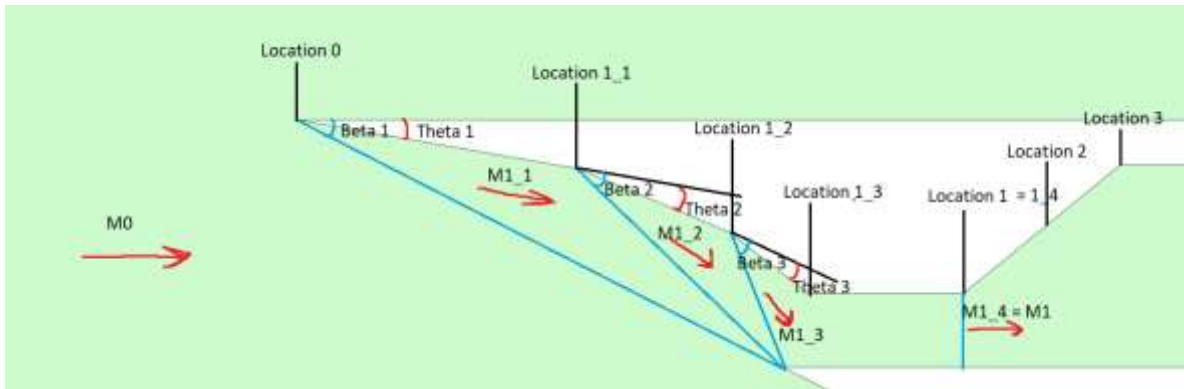 Location 0
Location 1_1
Location 3
Beta 1
Theta 1
Location 1_2
Location 2
M1_1
Beta 2
Location 1_3
Location 1 = 1_4
Theta 2
M0
M1_2
Beta 3
Theta 3
M1_4 = M1
M1_3